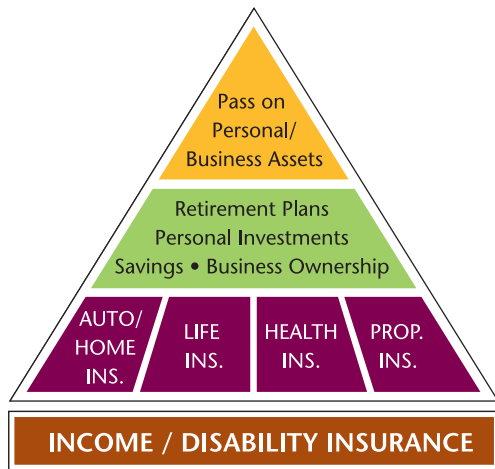 Pass on
Personal/
Business Assets
Retirement Plans
Personal Investments
Savings • Business Ownership
AUTO/
HOME
INS.
LIFE
INS.
HEALTH
INS.
PROP.
INS.
INCOME / DISABILITY INSURANCE